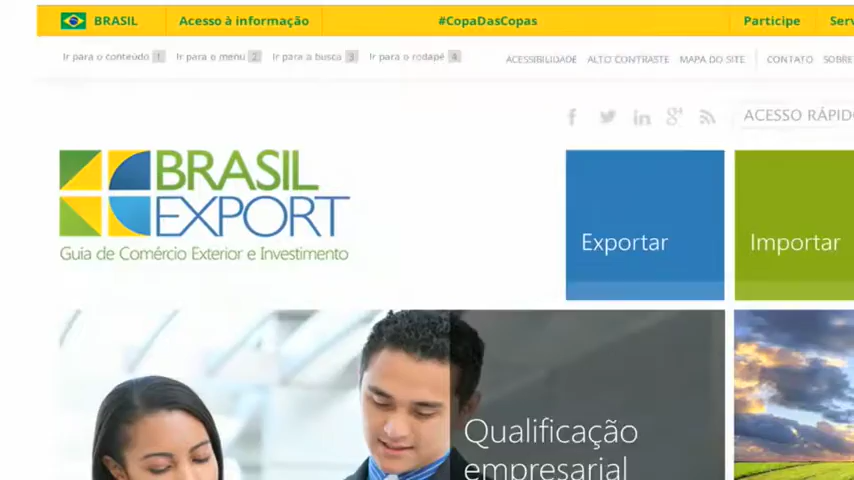 BRASIL Acesso à informação #CopaDasCopas Participe Serv
Ir para o conteúdo 1 Ir para o menu 2 Ir para a busca 3 Ir para o rodapé 4 ACESSIBILIDADE ALTO CONTRASTE MAPA DO SITE CONTATO SOBRE
ACESSO RÁPIDO
BRASIL
EXPORT
Guia de Comércio Exterior e Investimento
Exportar Importar
Qualificação
empresarial